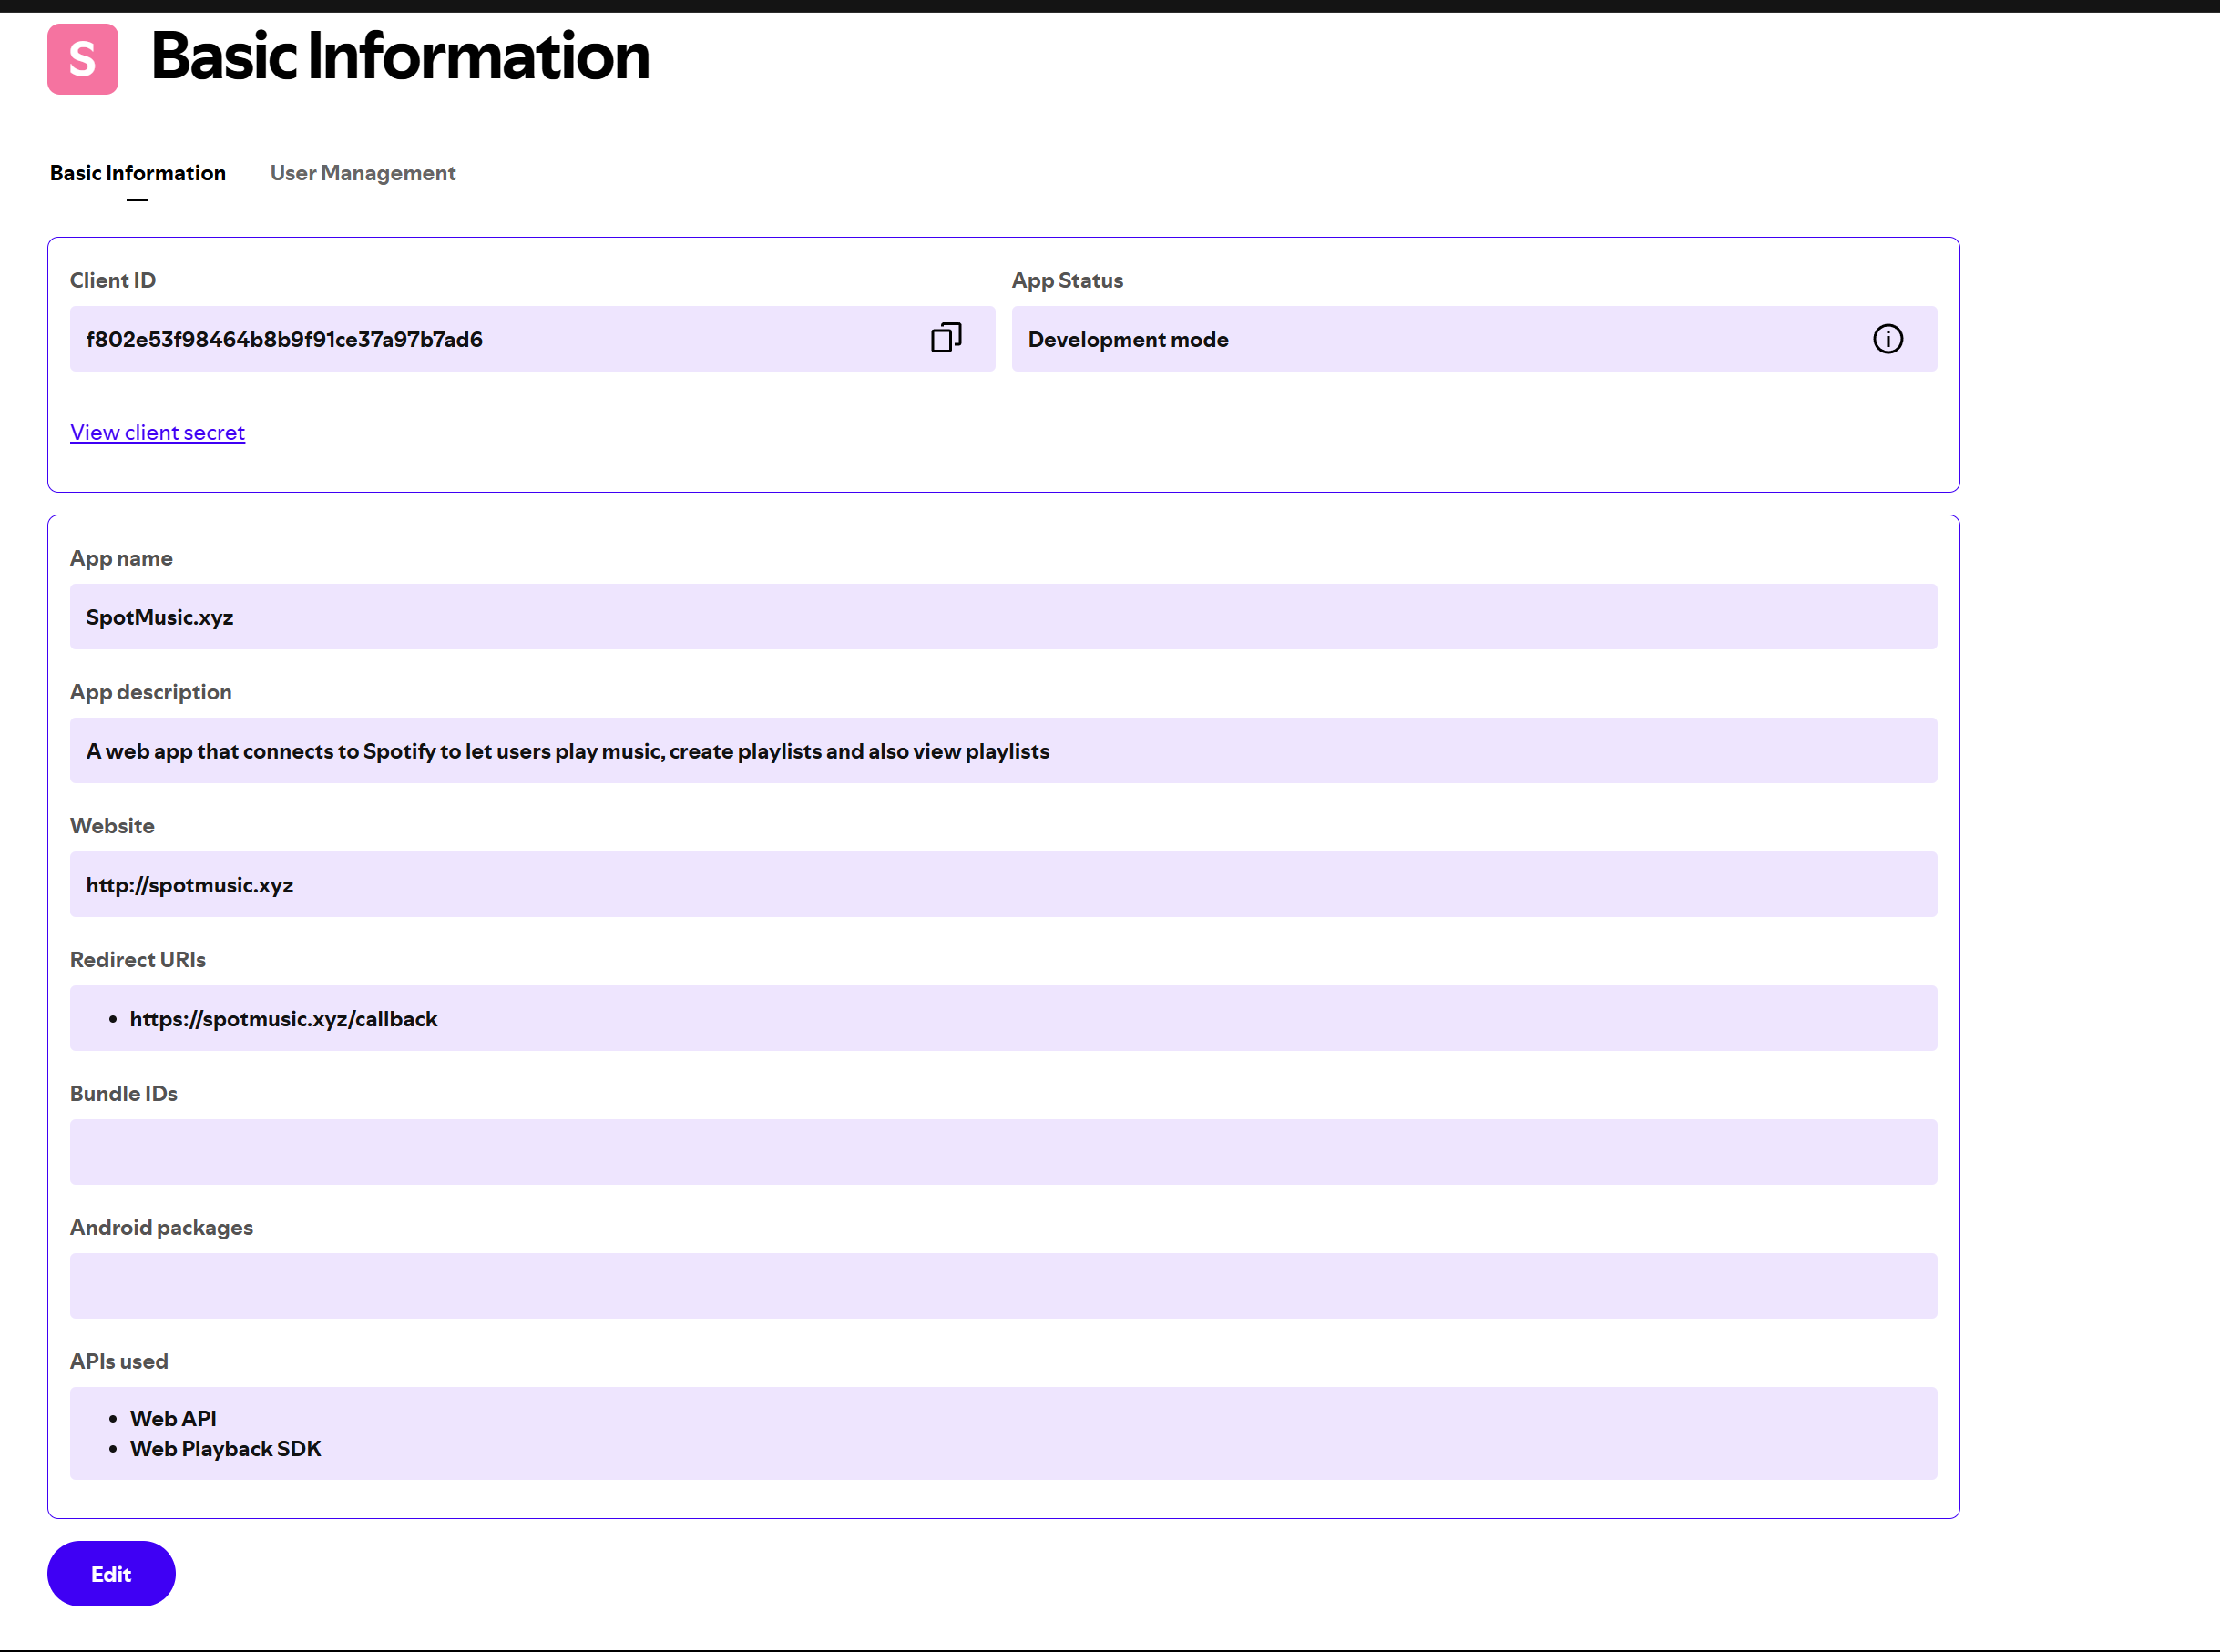 S
Basic Information
Basic Information
User Management
Client ID
f802e53f98464b8b9f91ce37a97b7ad6
App Status
Development mode
View client secret
App name
SpotMusic.xyz
App description
A web app that connects to Spotify to let users play music, create playlists and also view playlists
Website
http://spotmusic.xyz
Redirect URIs
• https://spotmusic.xyz/callback
Bundle IDs
Android packages
APIs used
• Web API
• Web Playback SDK
Edit